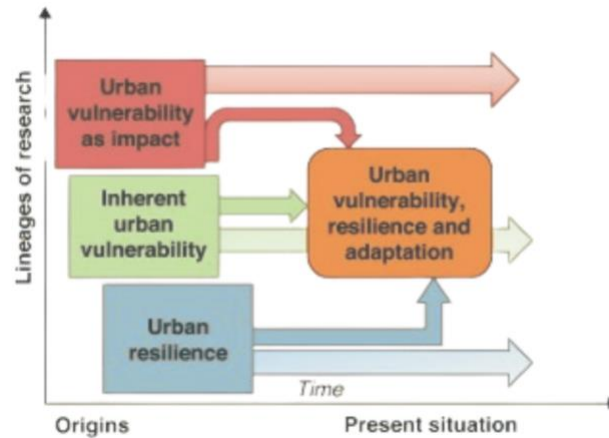 Lineages of research
Urban
vulnerability
as impact
Inherent
urban
vulnerability
Urban
resilience
Urban
vulnerability,
resilience and
adaptation
Time
Origins
Present situation